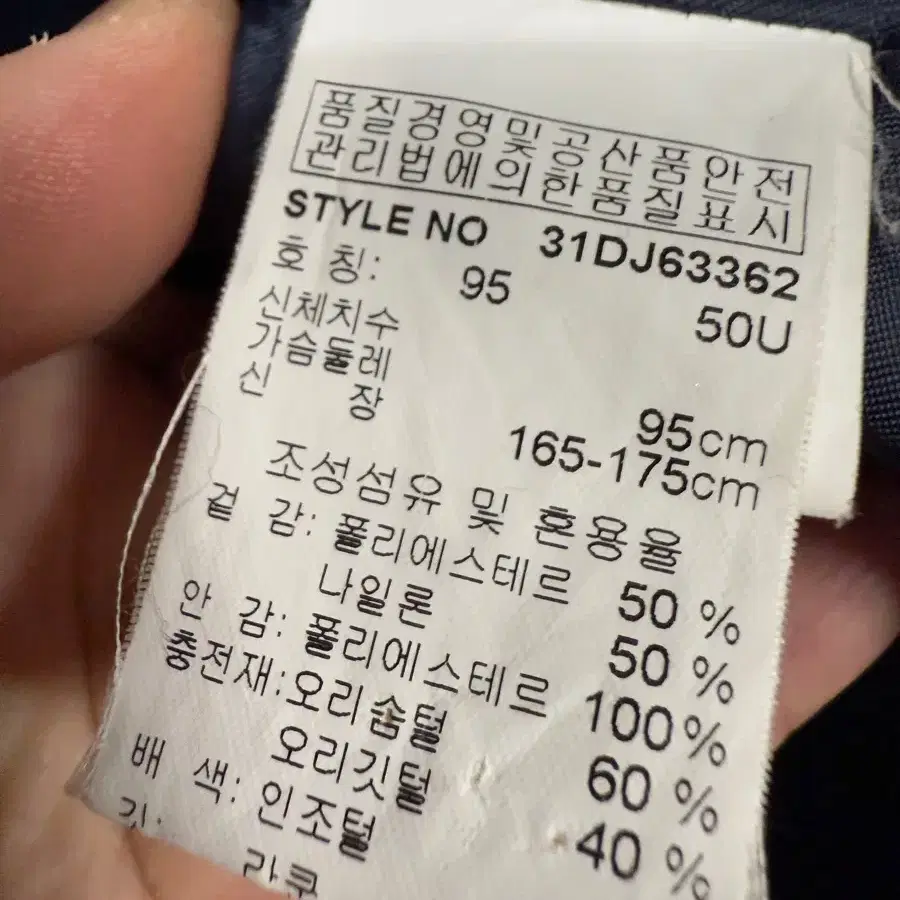 품질경영및공산품안전
관리법에의한품질표시
STYLE NO 31DJ63362
호 칭: 95 50U
신체치수
가슴둘레 95cm
신 장 165-175cm
조성섬유 및 혼용율
겉 감: 폴리에스테르 50 %
나일론 50 %
안 감: 폴리에스테르 100%
충전재: 오리솜털 60 %
오리깃털 40 %
배 색: 인조털